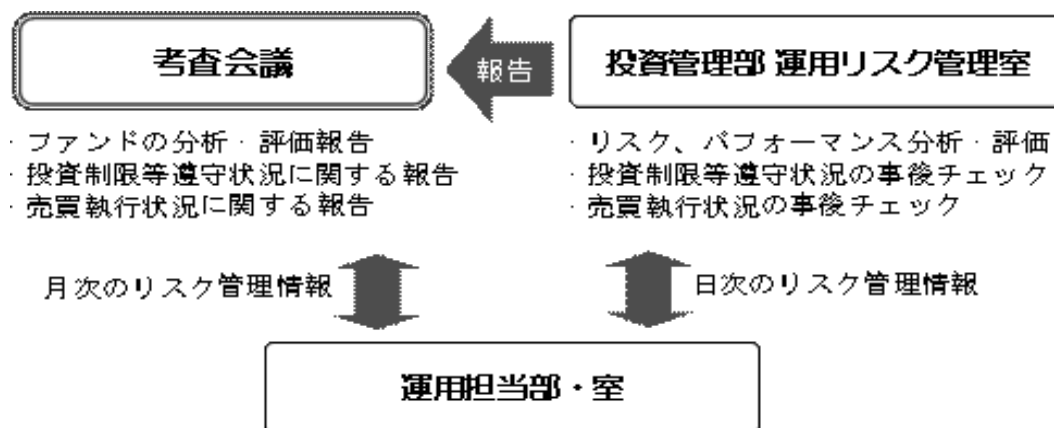 考査会議
報告
投資管理部 運用リスク管理室
・ファンドの分析・評価報告
・投資制限等遵守状況に関する報告
・売買執行状況に関する報告
・リスク、パフォーマンス分析・評価
・投資制限等遵守状況の事後チェック
・売買執行状況の事後チェック
月次のリスク管理情報
日次のリスク管理情報
運用担当部・室